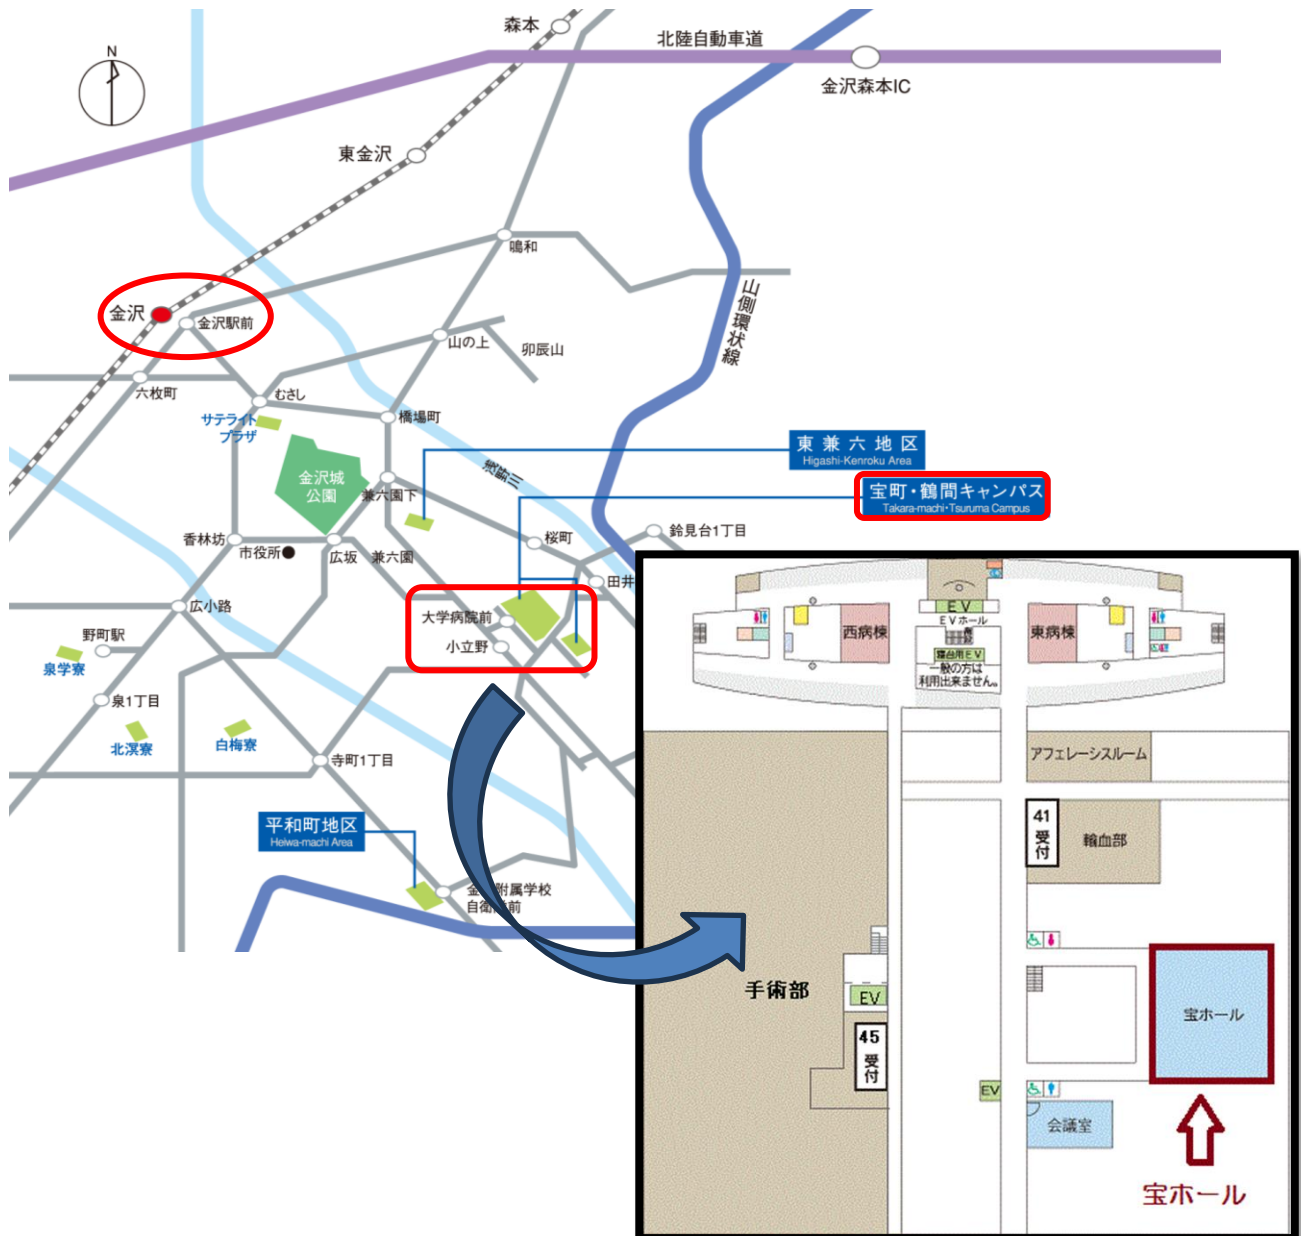 森本
北陸自動車道
金沢森本IC
N
東金沢
鳴和
山側環状線
金沢
金沢駅前
山の上
卯辰山
六枚町
むさし
橋場町
サテライト
プラザ
金沢城
公園
浅野川
東兼六地区
Higashi-Kenroku Area
宝町・鶴間キャンパス
Takara-machi・Tsuruma Campus
兼六園下
鈴見台1丁目
香林坊
市役所
広坂
兼六園
桜町
田井
広小路
大学病院前
小立野
野町駅
泉学寮
泉1丁目
北溟寮
白梅寮
寺町1丁目
平和町地区
Heiwa-machi Area
附属学校
自衛
前
EV
EVホール
西病棟
東病棟
寝台用EV
一般の方は
利用出来ません。
アフェレーシスルーム
41
受付
輸血部
手術部
EV
45
受付
宝ホール
EV
会議室
宝ホール